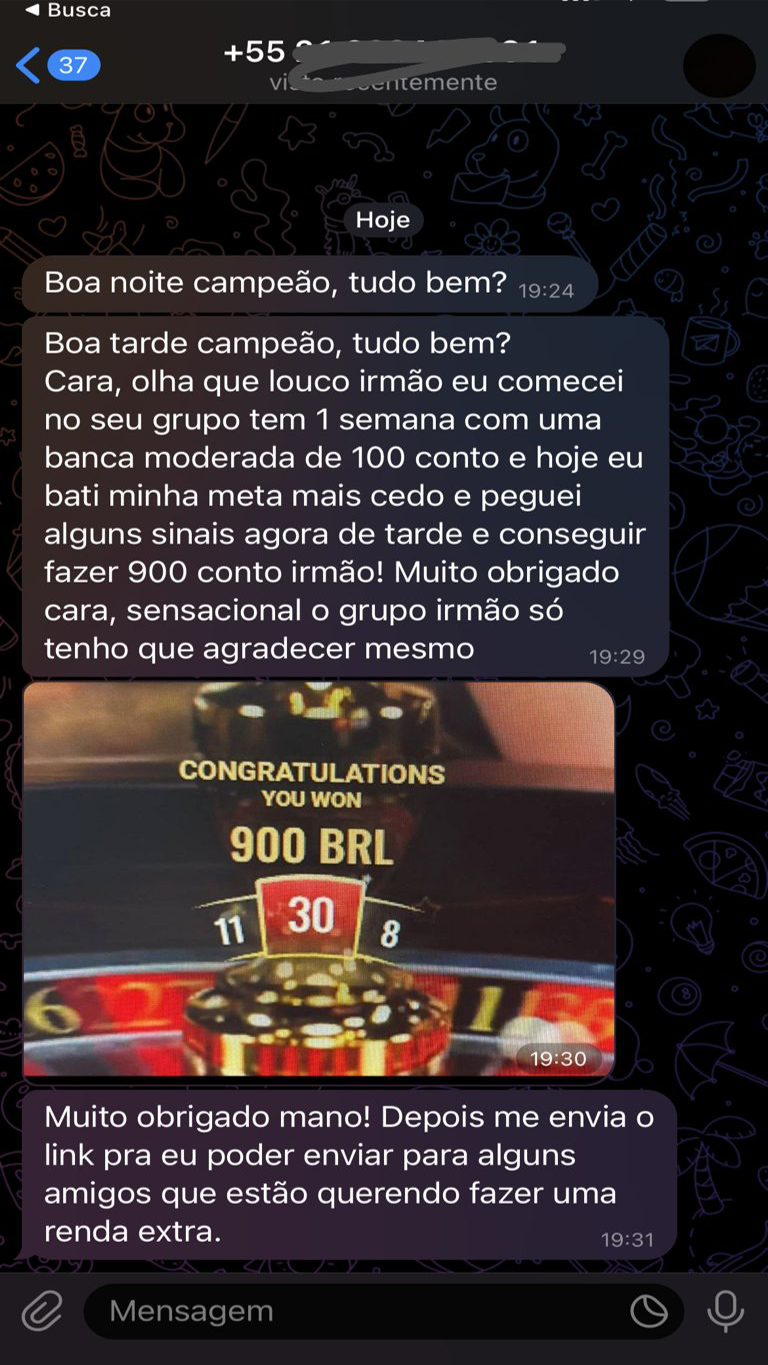 Busca
37
+55
Hoje
Boa noite campeão, tudo bem? 19:24
Boa tarde campeão, tudo bem?
Cara, olha que louco irmão eu comecei
no seu grupo tem 1 semana com uma
banca moderada de 100 conto e hoje eu
bati minha meta mais cedo e peguei
alguns sinais agora de tarde e conseguir
fazer 900 conto irmão! Muito obrigado
cara, sensacional o grupo irmão só
tenho que agradecer mesmo 19:29
CONGRATULATIONS
YOU WON
900 BRL
11 30 8
6 2 1
19:30
Muito obrigado mano! Depois me envia o
link pra eu poder enviar para alguns
amigos que estão querendo fazer uma
renda extra. 19:31
Mensagem